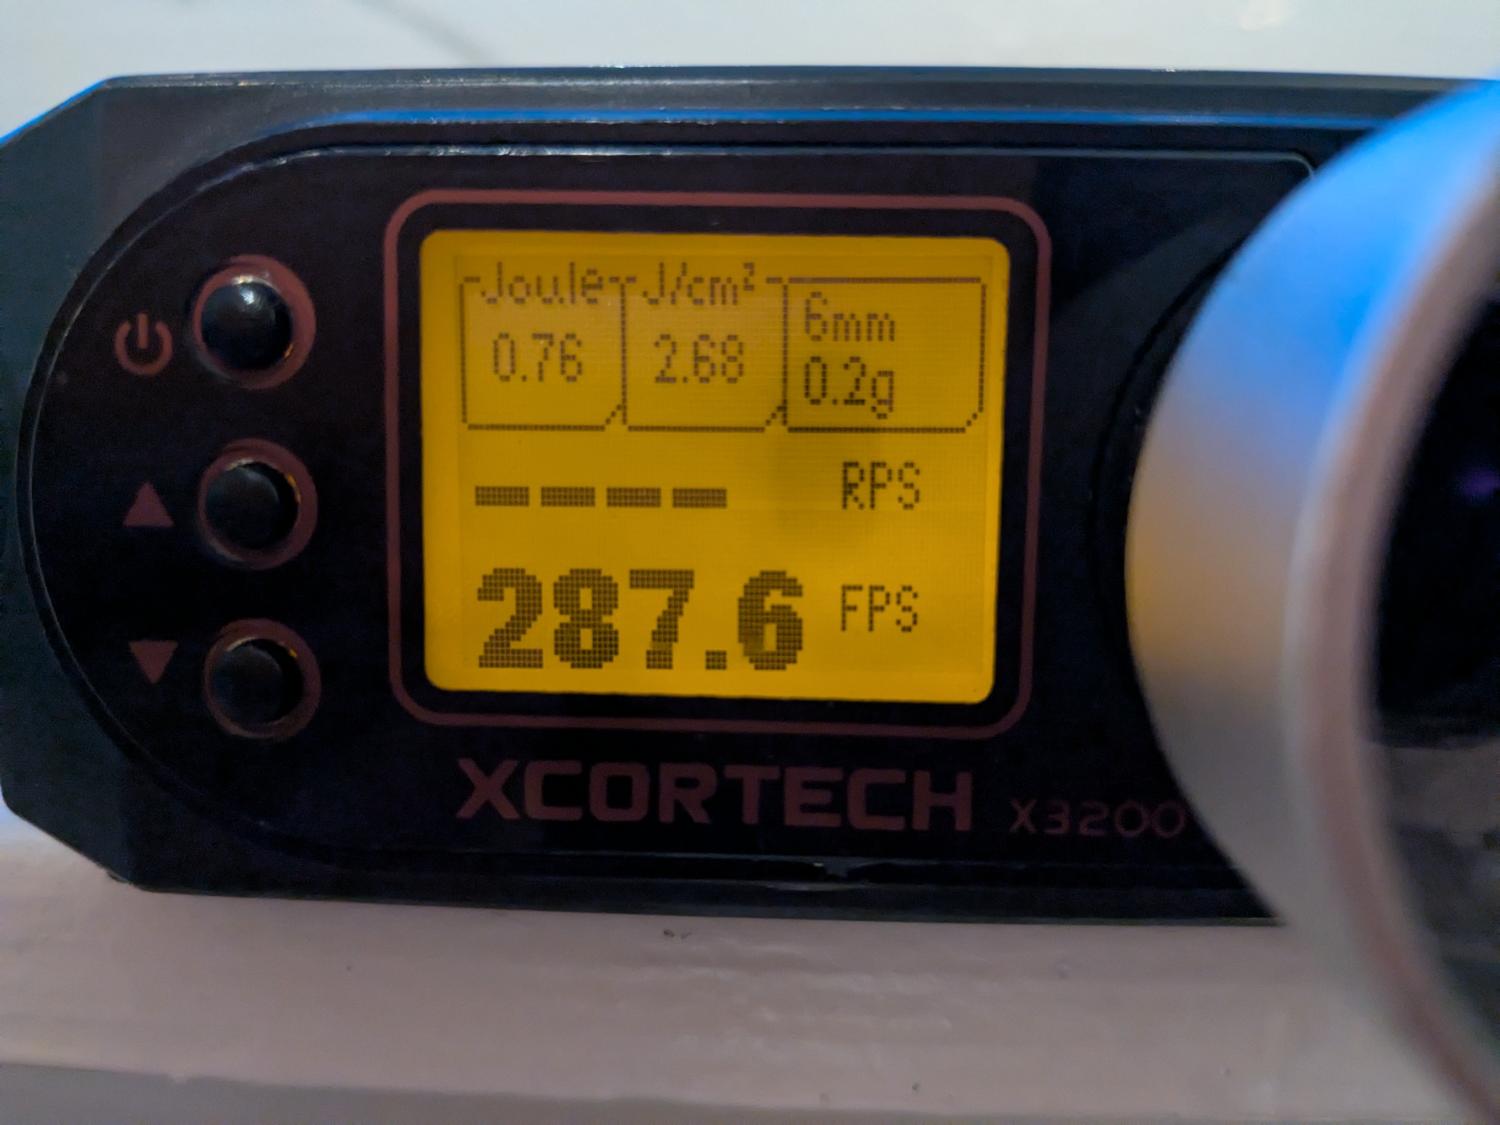 Joule J/cm² 6mm
0.76 2.68 0.2g
---- RPS
287.6 FPS
XCORTECH X3200